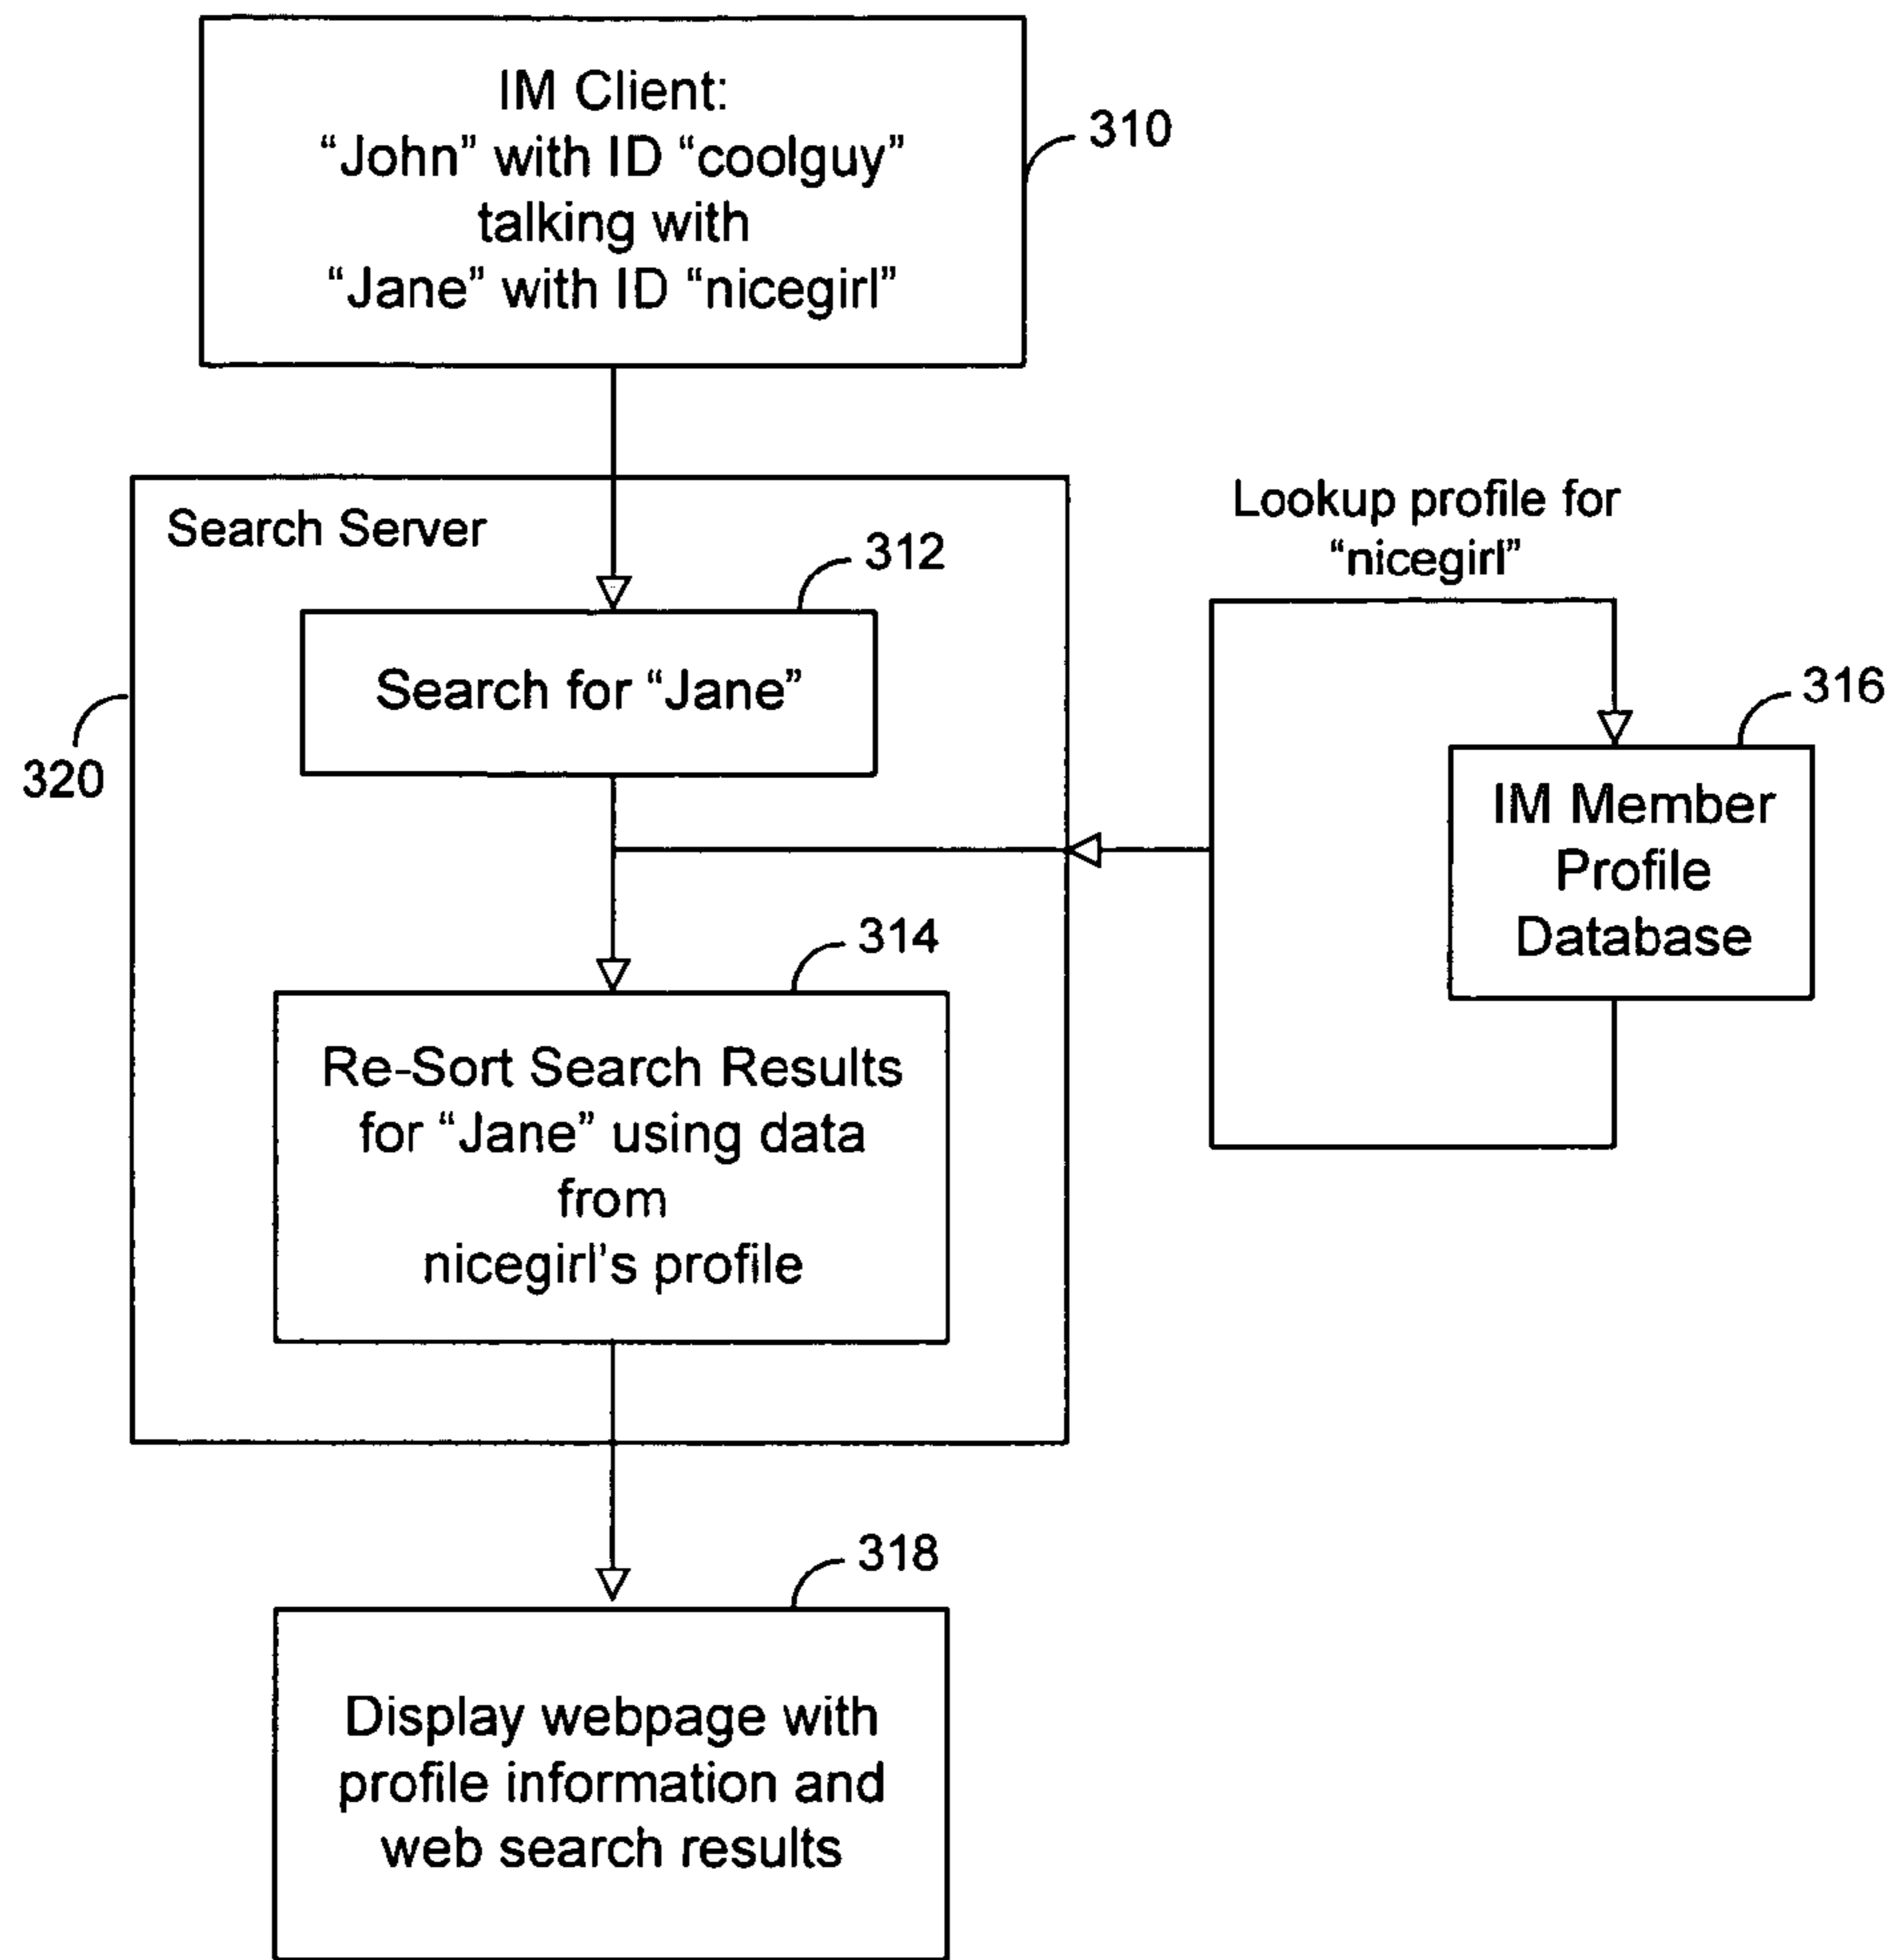 IM Client:
“John” with ID “coolguy”
talking with
“Jane” with ID “nicegirl”
310
Search Server
312
Search for “Jane”
320
Lookup profile for
“nicegirl”
316
IM Member
Profile
Database
314
Re-Sort Search Results
for “Jane” using data
from
nicegirl’s profile
318
Display webpage with
profile information and
web search results